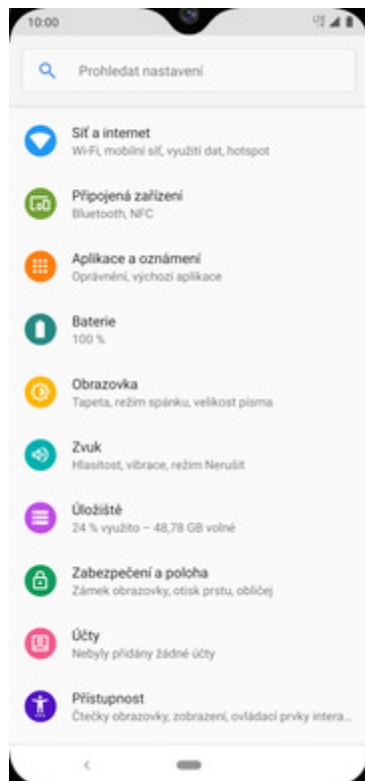 10:00
LTE
Prohledat nastavení
Síť a internet
Wi-Fi, mobilní síť, využití dat, hotspot
Připojená zařízení
Bluetooth, NFC
Aplikace a oznámení
Oprávnění, výchozí aplikace
Baterie
100 %
Obrazovka
Tapeta, režim spánku, velikost písma
Zvuk
Hlasitost, vibrace, režim Nerušit
Úložiště
24 % využito – 48,78 GB volné
Zabezpečení a poloha
Zámek obrazovky, otisk prstu, obličej
Účty
Nebyly přidány žádné účty
Přístupnost
Čtečky obrazovky, zobrazení, ovládací prvky intera...